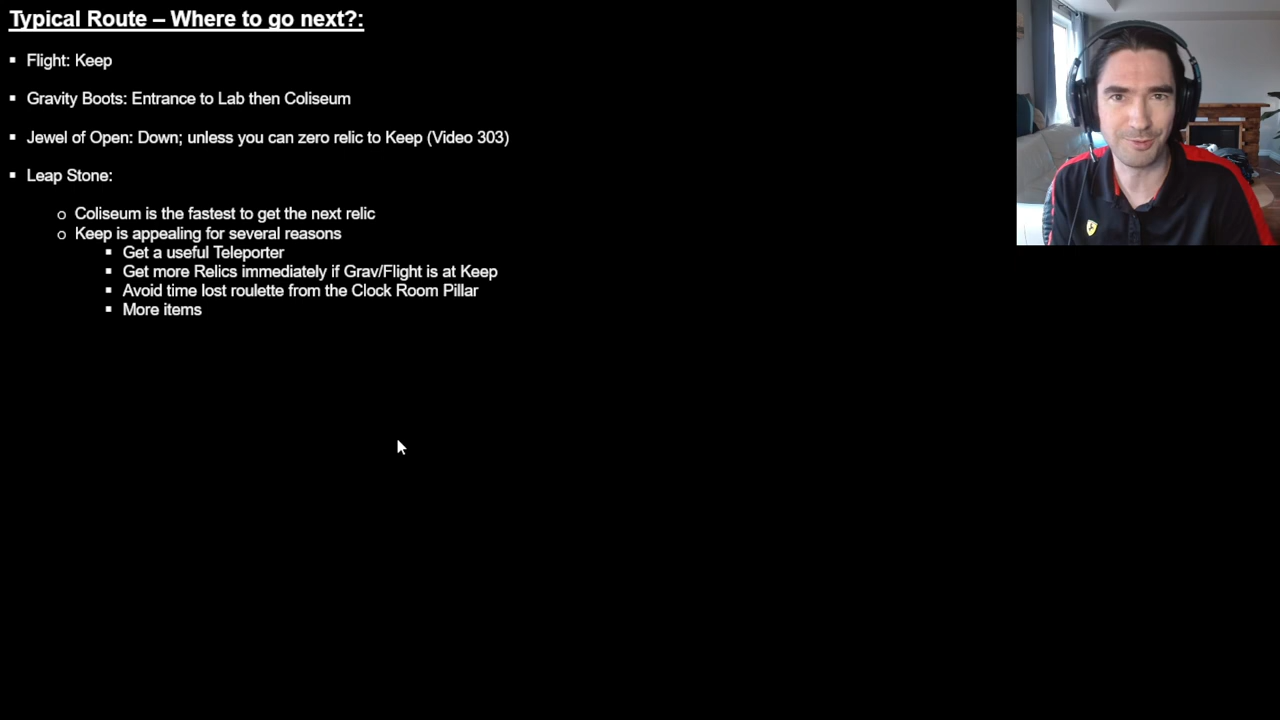 Typical Route – Where to go next?:
▪ Flight: Keep
▪ Gravity Boots: Entrance to Lab then Coliseum
▪ Jewel of Open: Down; unless you can zero relic to Keep (Video 303)
▪ Leap Stone:
o Coliseum is the fastest to get the next relic
o Keep is appealing for several reasons
▪ Get a useful Teleporter
▪ Get more Relics immediately if Grav/Flight is at Keep
▪ Avoid time lost roulette from the Clock Room Pillar
▪ More items